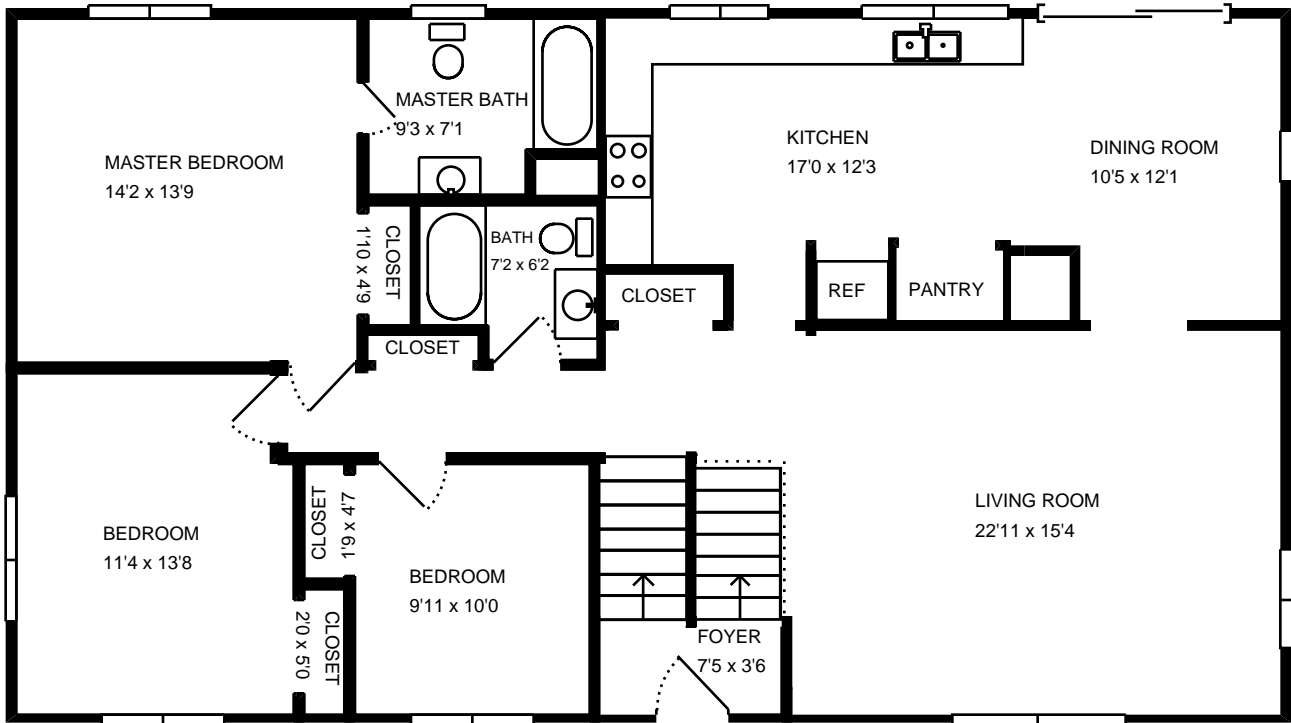 MASTER BATH
9'3 x 7'1
KITCHEN
17'0 x 12'3
DINING ROOM
10'5 x 12'1
MASTER BEDROOM
14'2 x 13'9
CLOSET
1'10 x 4'9
BATH
7'2 x 6'2
CLOSET
REF
PANTRY
CLOSET
LIVING ROOM
22'11 x 15'4
BEDROOM
11'4 x 13'8
CLOSET
1'9 x 4'7
BEDROOM
9'11 x 10'0
CLOSET
2'0 x 5'0
FOYER
7'5 x 3'6